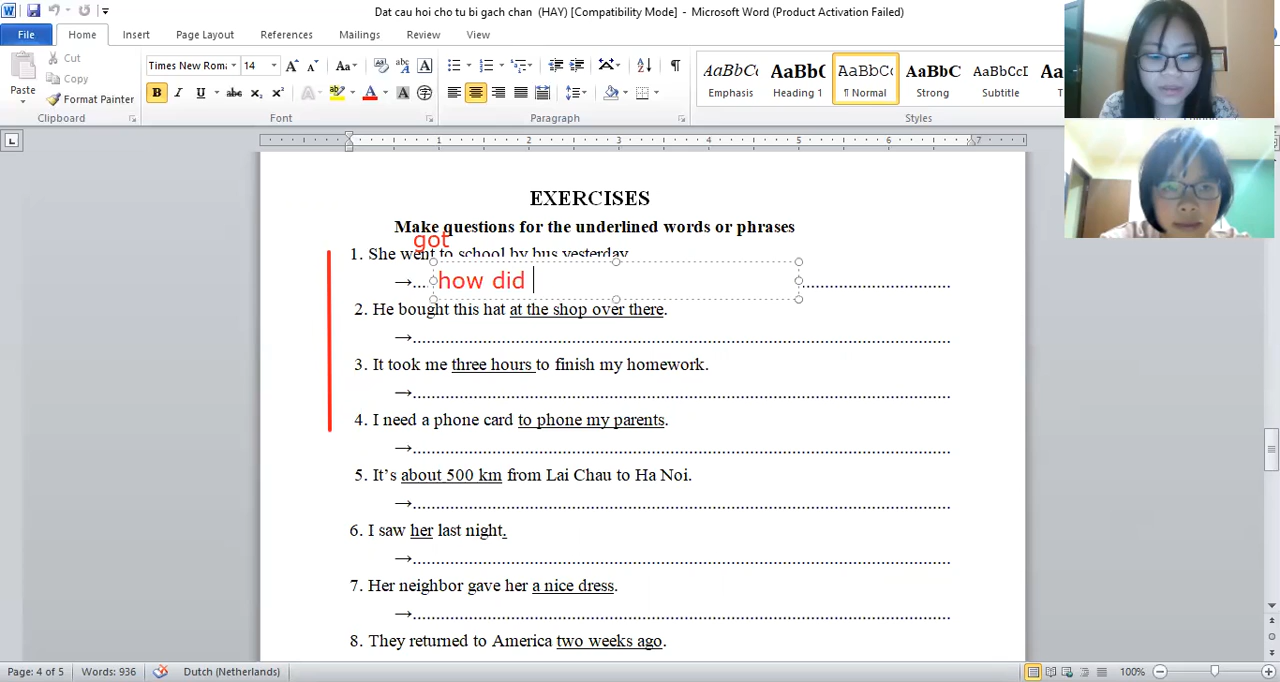 Dat cau hoi cho tu bi gach chan (HAY) [Compatibility Mode] - Microsoft Word (Product Activation Failed)
File Home Insert Page Layout References Mailings Review View
Cut
Copy
Paste
Format Painter
Times New Roma 14
AaBbCc AaBbC AaBbCc AaBbC AaBbCcD
Emphasis Heading 1 ¶ Normal Strong Subtitle
Clipboard Font Paragraph Styles
EXERCISES
Make questions for the underlined words or phrases
got
1. She went to school by bus yesterday
→... how did
2. He bought this hat at the shop over there.
→
3. It took me three hours to finish my homework.
→
4. I need a phone card to phone my parents.
→
5. It’s about 500 km from Lai Chau to Ha Noi.
→
6. I saw her last night.
→
7. Her neighbor gave her a nice dress.
→
8. They returned to America two weeks ago.
Page: 4 of 5 Words: 936 Dutch (Netherlands) 100%